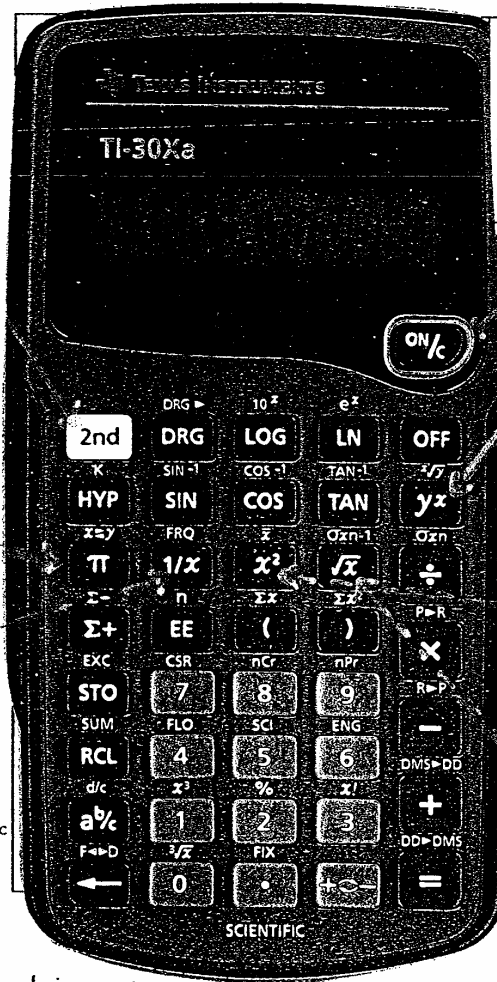 TEXAS INSTRUMENTS
TI-30Xa
ON/C
DRG► 10ˣ eˣ
2nd DRG LOG LN OFF
K SIN⁻¹ COS⁻¹ TAN⁻¹ ˣ√y
HYP SIN COS TAN yˣ
x⇄y FRQ x̄ σxn-1 σxn
π 1/x x² √x ÷
Σ- n Σx Σx² P►R
Σ+ EE ( ) ×
EXC CSR nCr nPr R►P
STO 7 8 9 −
SUM FLO SCI ENG DMS►DD
RCL 4 5 6 +
d/c x³ % x! DD►DMS
aᵇ/c 1 2 3
c
F◄►D ³√x FIX
← 0 . +⇄− =
SCIENTIFIC